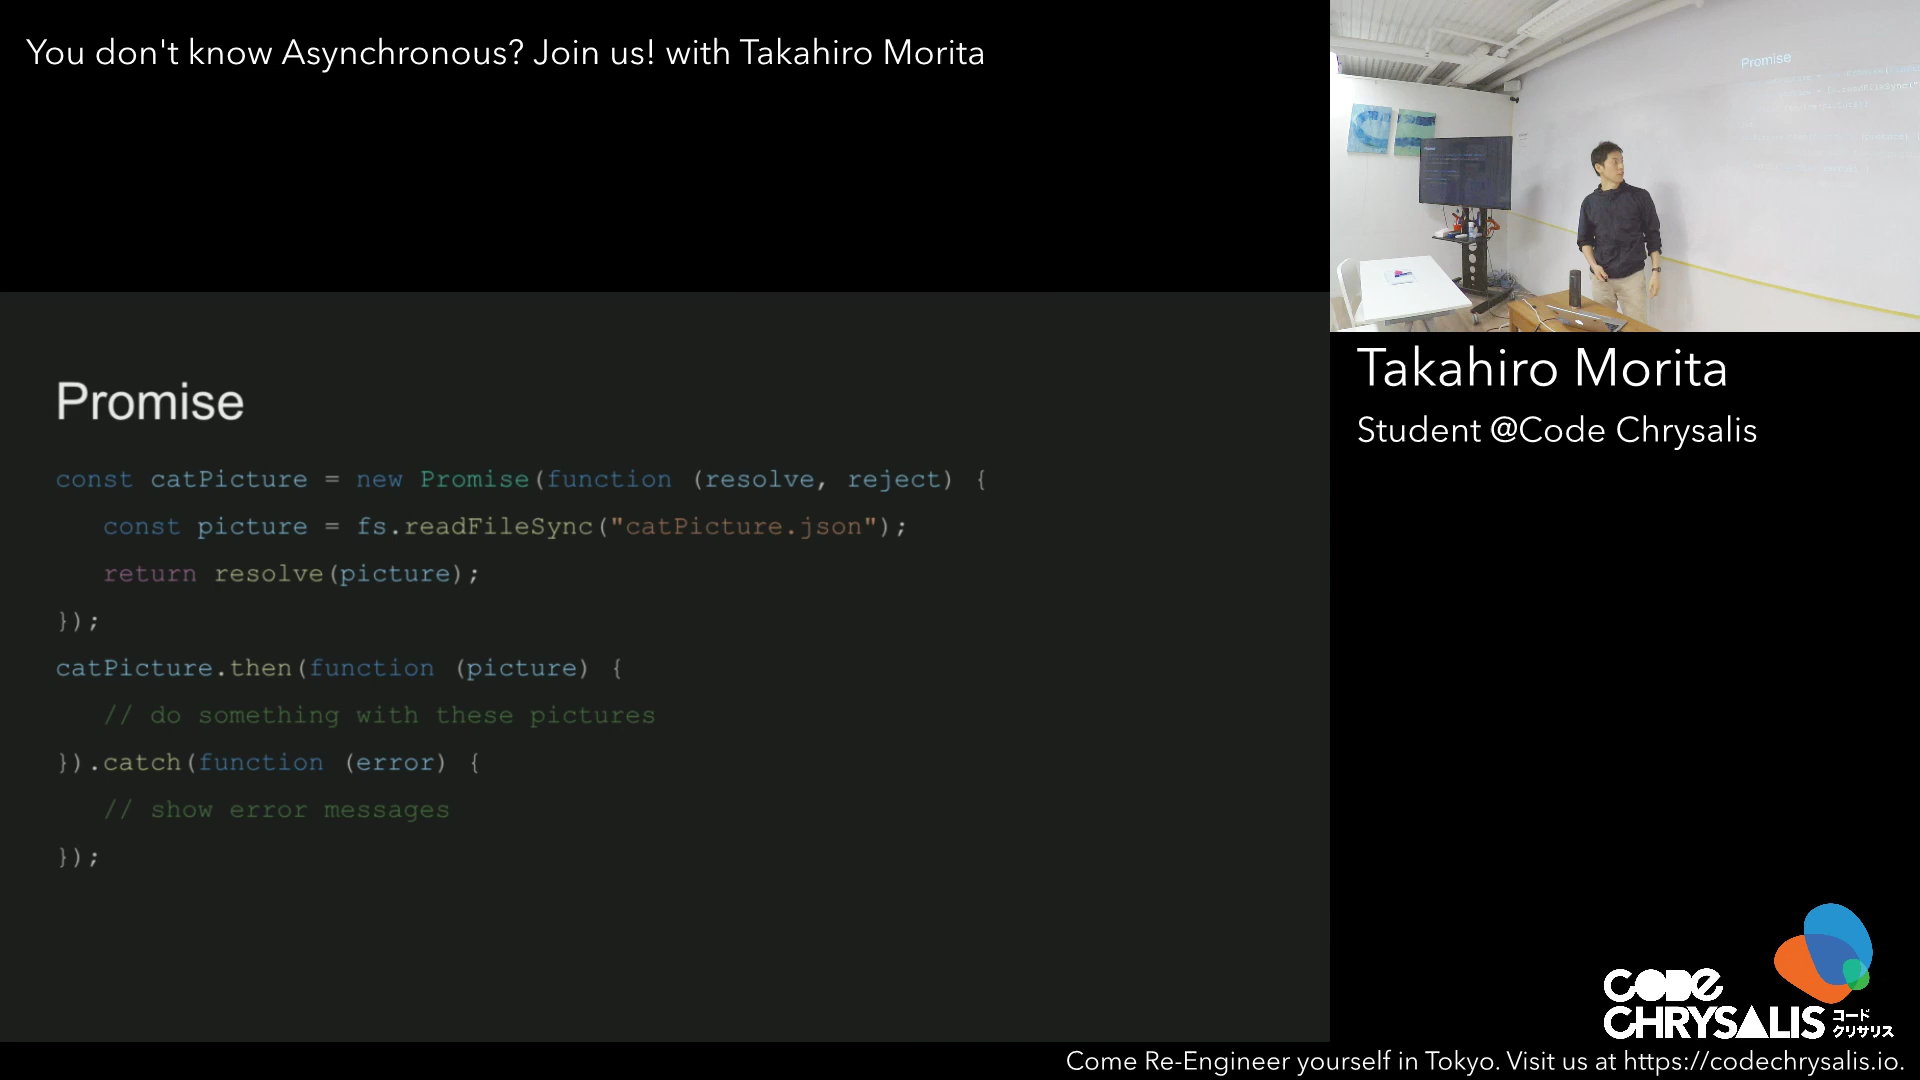 You don't know Asynchronous? Join us! with Takahiro Morita
Promise
Promise
const catPicture = new Promise(function (resolve, reject) {
const picture = fs.readFileSync("catPicture.json");
return resolve(picture);
});
catPicture.then(function (picture) {
// do something with these pictures
}).catch(function (error) {
// show error messages
});
Takahiro Morita
Student @Code Chrysalis
CODE
CHRYSALIS
コード
クリサリス
Come Re-Engineer yourself in Tokyo. Visit us at https://codechrysalis.io.